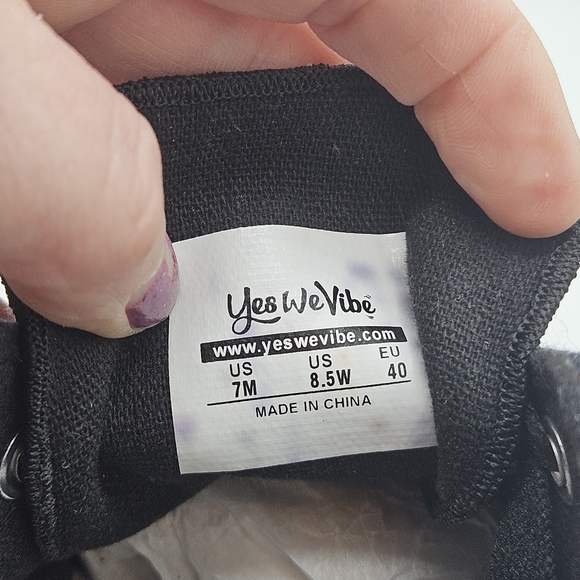 Yes We Vibe
www.yeswevibe.com
US US EU
7M 8.5W 40
MADE IN CHINA